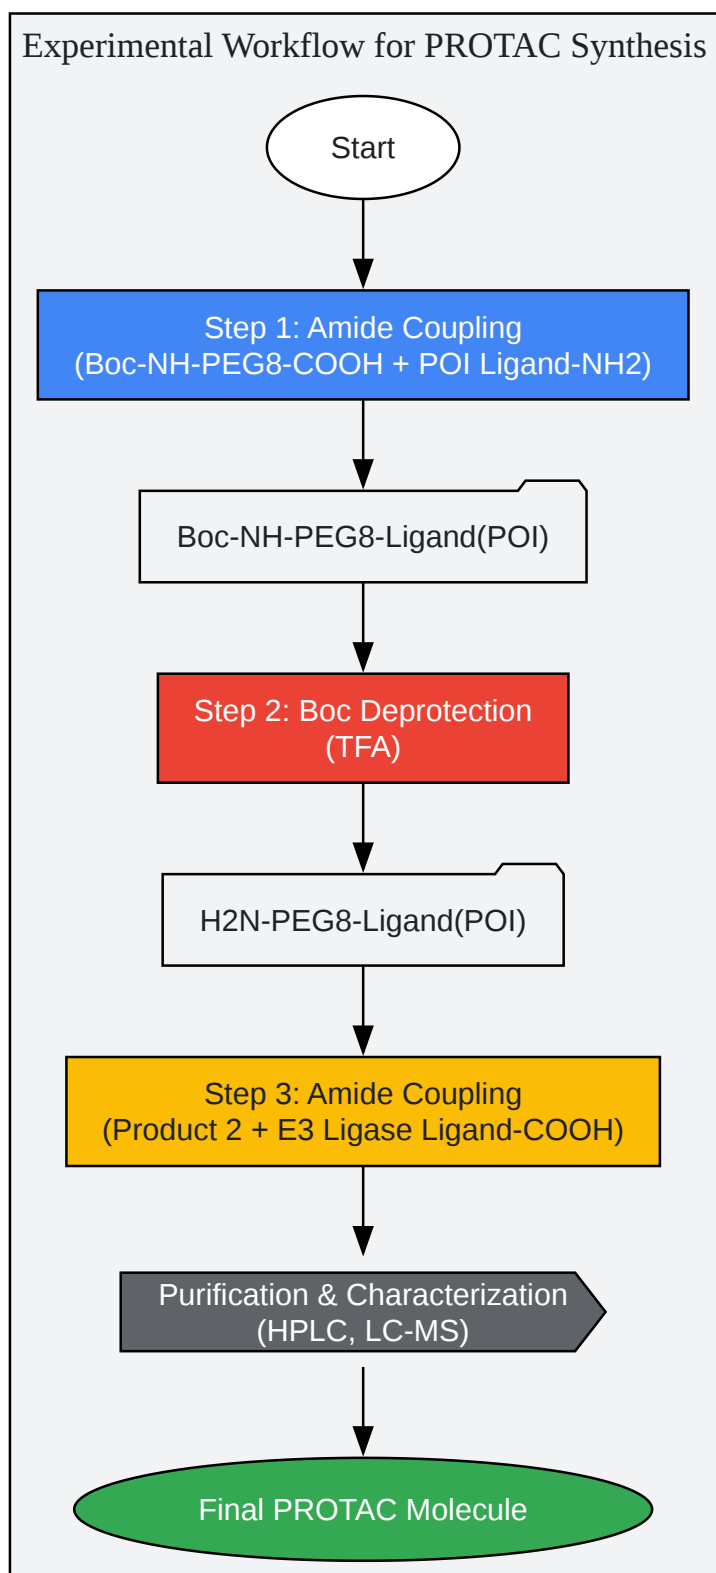 Experimental Workflow for PROTAC Synthesis
Start
Step 1: Amide Coupling
(Boc-NH-PEG8-COOH + POI Ligand-NH2)
Boc-NH-PEG8-Ligand(POI)
Step 2: Boc Deprotection
(TFA)
H2N-PEG8-Ligand(POI)
Step 3: Amide Coupling
(Product 2 + E3 Ligase Ligand-COOH)
Purification & Characterization
(HPLC, LC-MS)
Final PROTAC Molecule